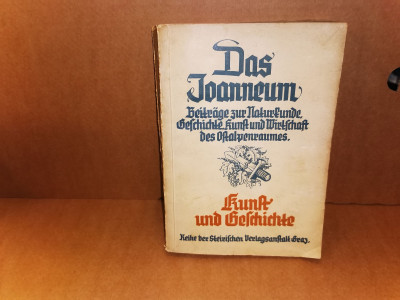 Das
Joanneum
Beiträge zur Naturkunde
Geschichte Kunst und Wirtschaft
des Ostalpenraumes.
Kunst
und Geschichte
Reihe der Steirischen Verlagsanstalt Graz.